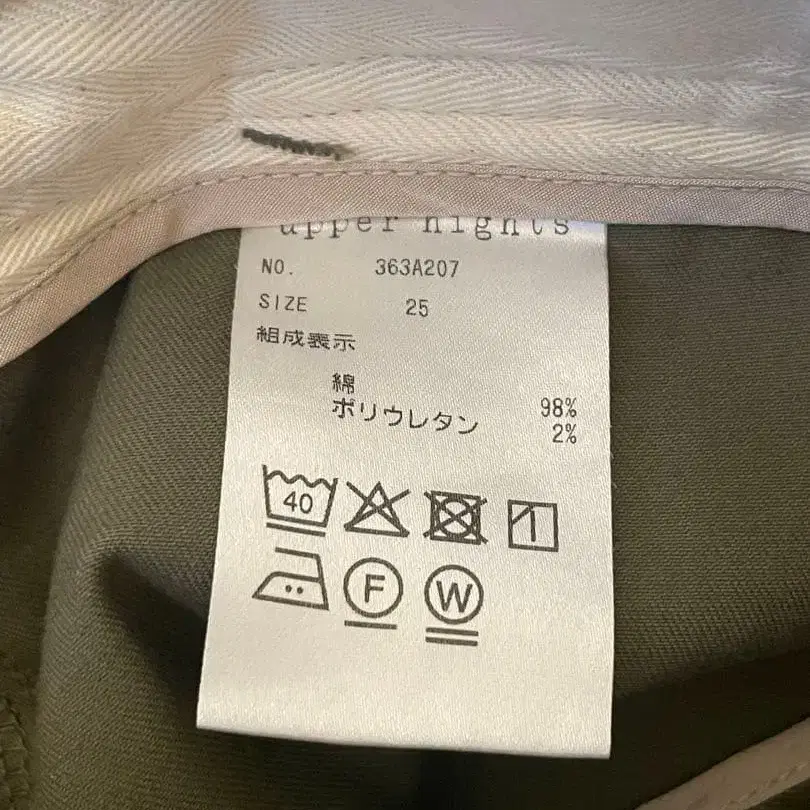 upper hights
NO. 363A207
SIZE 25
組成表示
綿 98%
ポリウレタン 2%
40
F W